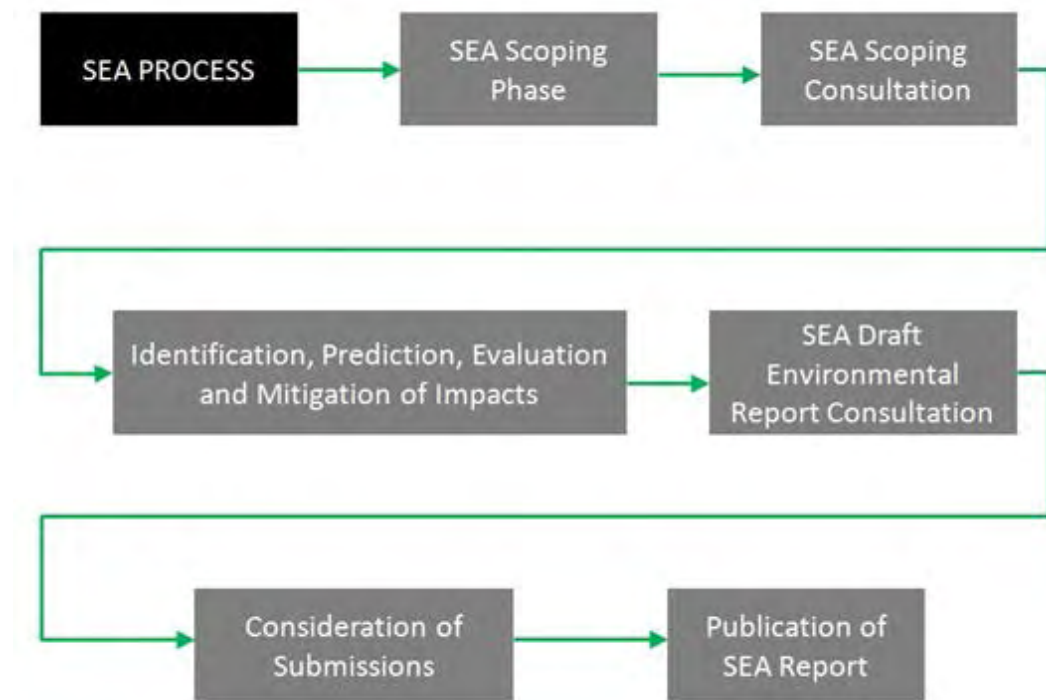 SEA PROCESS
SEA Scoping
Phase
SEA Scoping
Consultation
Identification, Prediction, Evaluation
and Mitigation of Impacts
SEA Draft
Environmental
Report Consultation
Consideration of
Submissions
Publication of
SEA Report